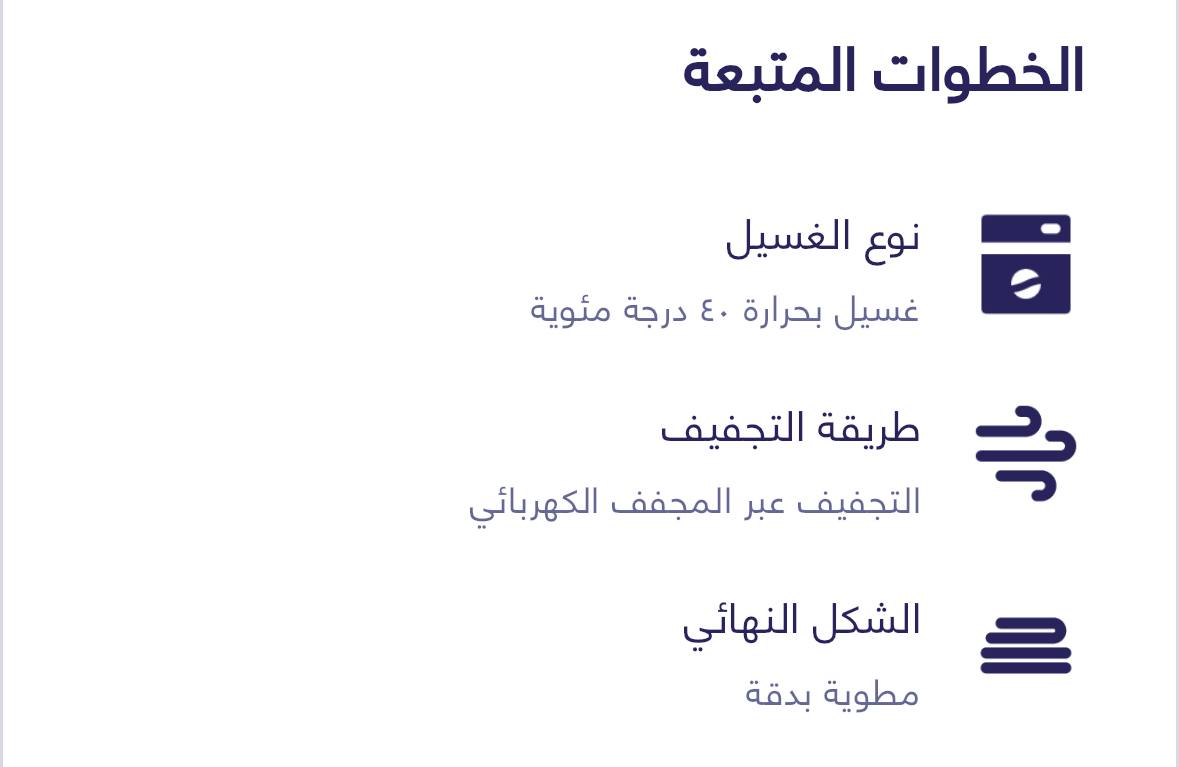 الخطوات المتبعة
نوع الغسيل
غسيل بحرارة ٤٠ درجة مئوية
طريقة التجفيف
التجفيف عبر المجفف الكهربائي
الشكل النهائي
مطوية بدقة